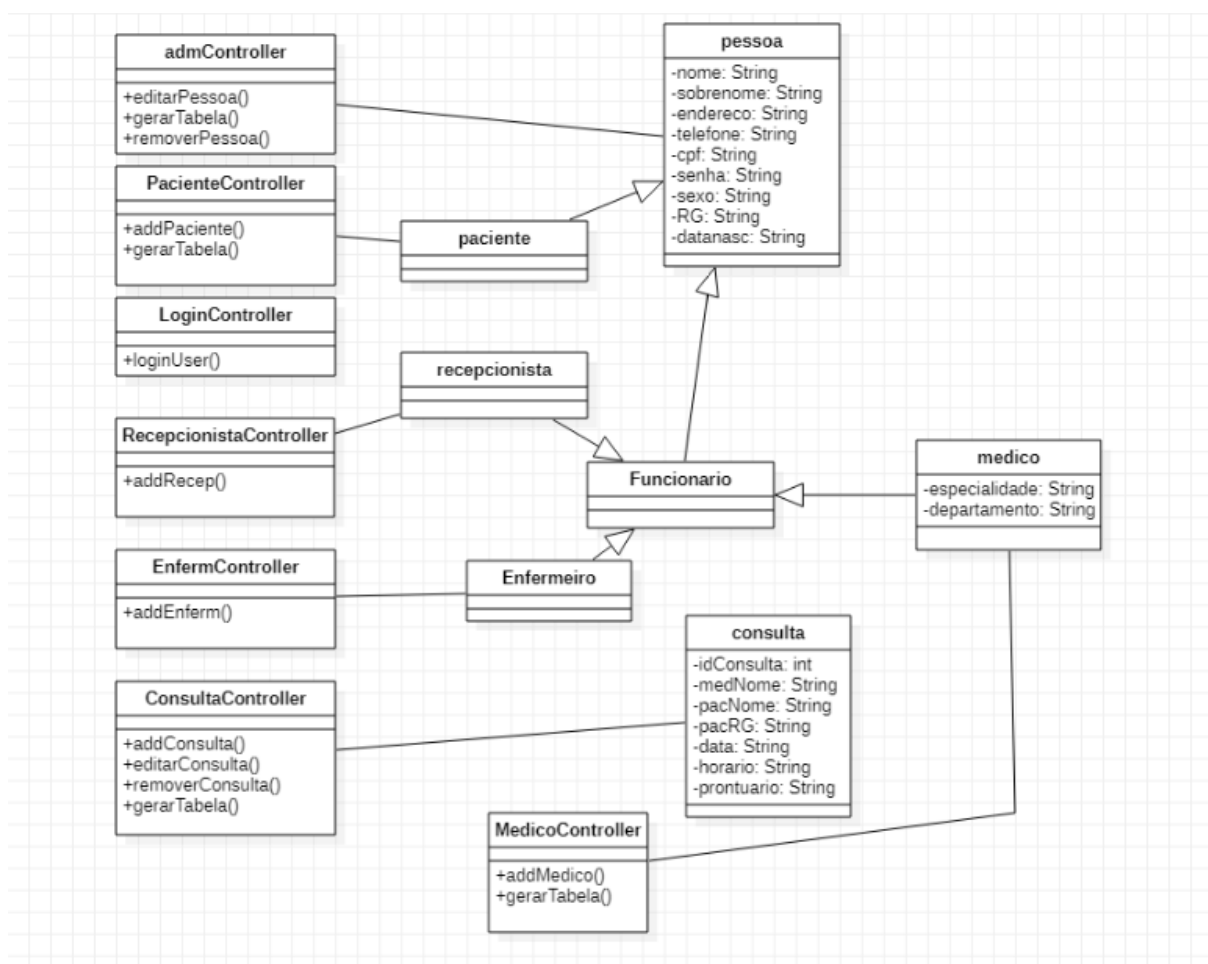 admController
+editarPessoa()
+gerarTabela()
+removerPessoa()
PacienteController
+addPaciente()
+gerarTabela()
LoginController
+loginUser()
RecepcionistaController
+addRecep()
EnfermController
+addEnferm()
ConsultaController
+addConsulta()
+editarConsulta()
+removerConsulta()
+gerarTabela()
pessoa
-nome: String
-sobrenome: String
-endereco: String
-telefone: String
-cpf: String
-senha: String
-sexo: String
-RG: String
-datanasc: String
paciente
recepcionista
Funcionario
Enfermeiro
medico
-especialidade: String
-departamento: String
consulta
-idConsulta: int
-medNome: String
-pacNome: String
-pacRG: String
-data: String
-horario: String
-prontuario: String
MedicoController
+addMedico()
+gerarTabela()